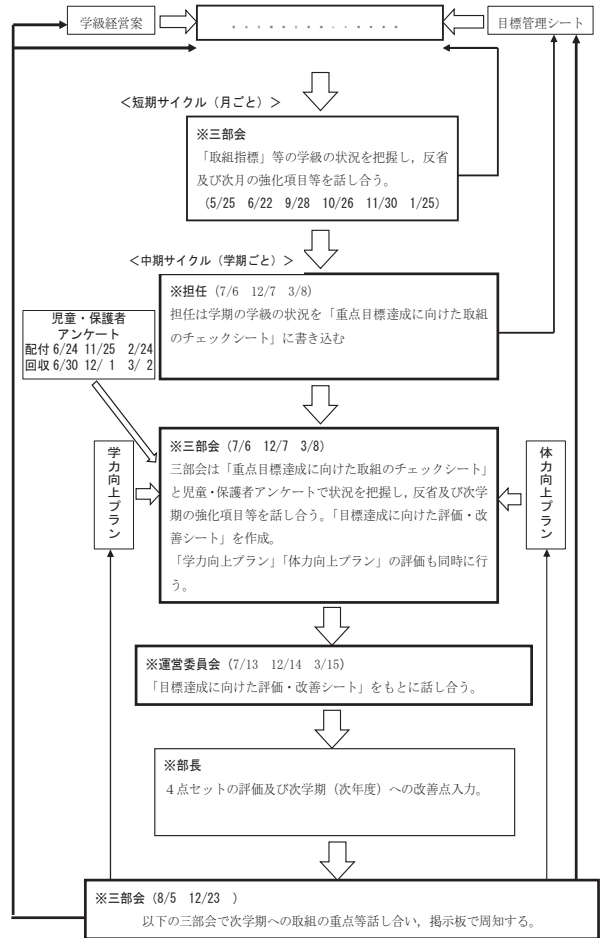 学級経営案
目標管理シート
＜短期サイクル（月ごと）＞
※三部会
「取組指標」等の学級の状況を把握し，反省
及び次月の強化項目等を話し合う。
(5/25 6/22 9/28 10/26 11/30 1/25)
＜中期サイクル（学期ごと）＞
※担任（7/6 12/7 3/8）
担任は学期の学級の状況を「重点目標達成に向けた取組
のチェックシート」に書き込む
児童・保護者
アンケート
配付 6/24 11/25 2/24
回収 6/30 12/ 1 3/ 2
学力向上プラン
※三部会（7/6 12/7 3/8）
三部会は「重点目標達成に向けた取組のチェックシート」
と児童・保護者アンケートで状況を把握し，反省及び次学
期の強化項目等を話し合う。「目標達成に向けた評価・改
善シート」を作成。
「学力向上プラン」「体力向上プラン」の評価も同時に行
う。
体力向上プラン
※運営委員会（7/13 12/14 3/15）
「目標達成に向けた評価・改善シート」をもとに話し合う。
※部長
４点セットの評価及び次学期（次年度）への改善点入力。
※三部会（8/5 12/23 ）
以下の三部会で次学期への取組の重点等話し合い，掲示板で周知する。